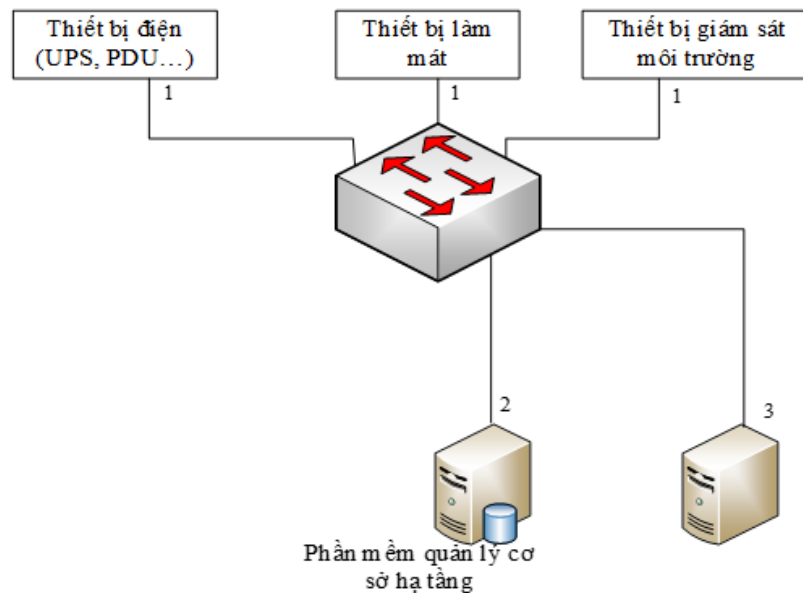 Thiết bị điện
(UPS, PDU…)
Thiết bị làm
mát
Thiết bị giám sát
môi trường
1
1
1
2
3
Phần mềm quản lý cơ
sở hạ tầng